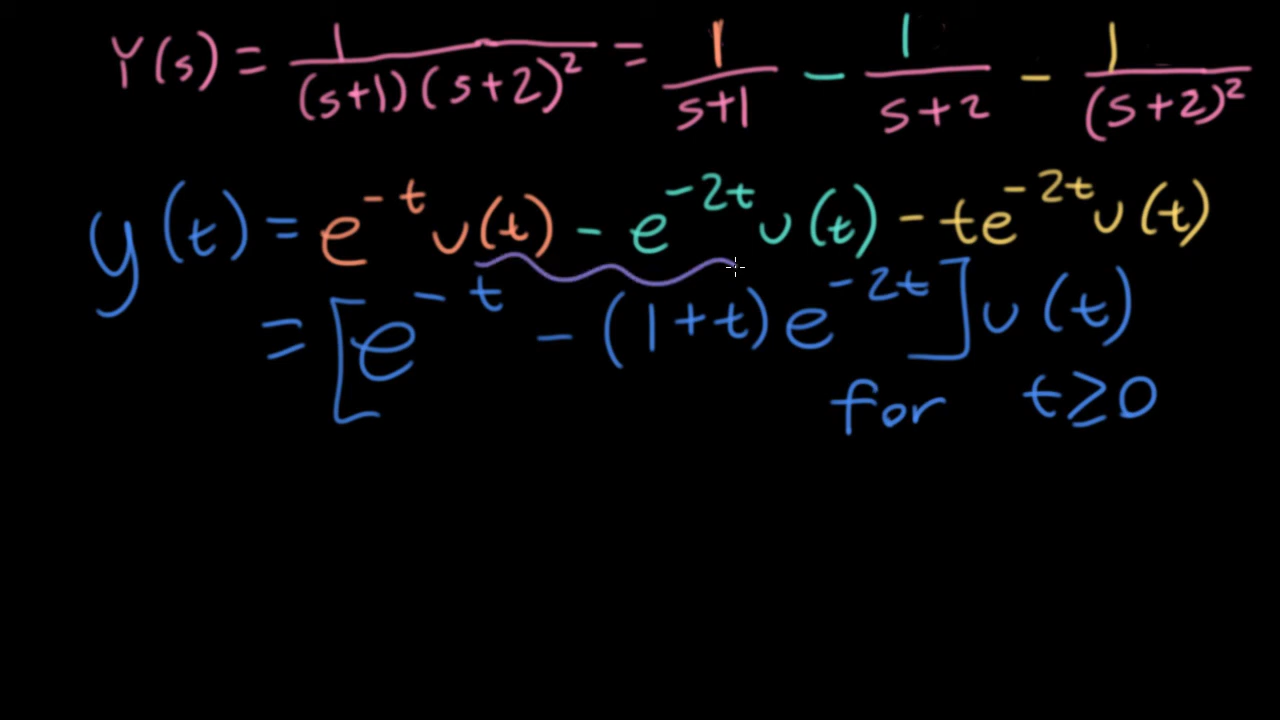 Y(s) = 1/((s+1)(s+2)²) = 1/(s+1) - 1/(s+2) - 1/(s+2)²
y(t) = e^{-t}u(t) - e^{-2t}u(t) - te^{-2t}u(t)
= [e^{-t} - (1+t)e^{-2t}]u(t)
for t≥0